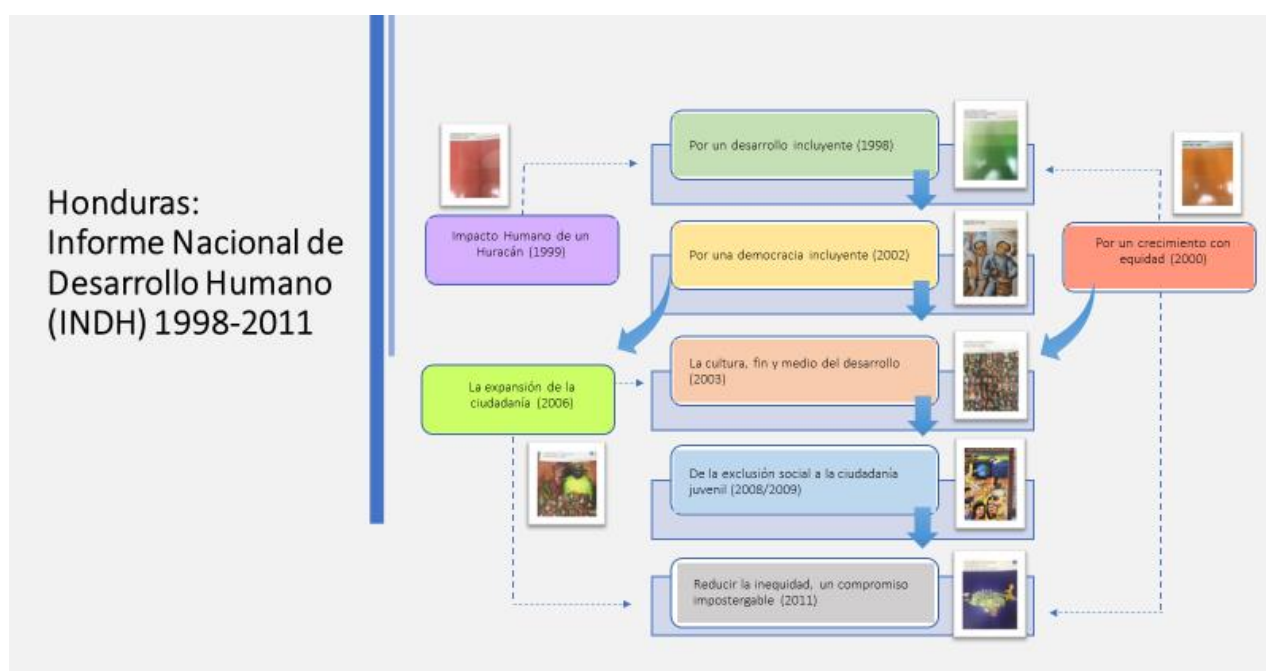 Honduras:
Informe Nacional de
Desarrollo Humano
(INDH) 1998-2011
Por un desarrollo incluyente (1998)
Impacto Humano de un
Huracán (1999)
Por una democracia incluyente (2002)
Por un crecimiento con
equidad (2000)
La cultura, fin y medio del desarrollo
(2003)
La expansión de la
ciudadanía (2006)
De la exclusión social a la ciudadanía
juvenil (2008/2009)
Reducir la inequidad, un compromiso
impostergable (2011)